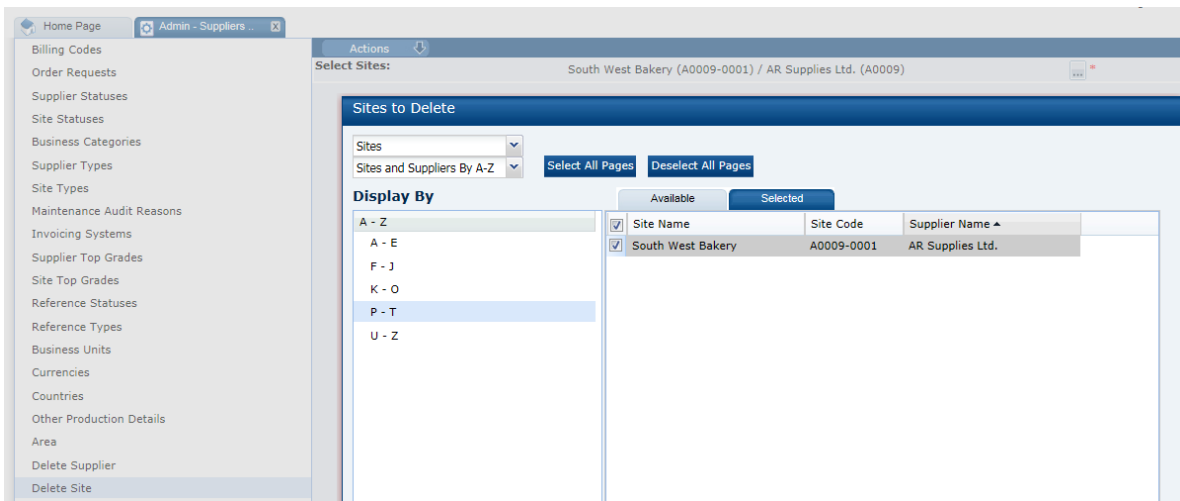 Home Page
Admin - Suppliers ..
Billing Codes
Order Requests
Supplier Statuses
Site Statuses
Business Categories
Supplier Types
Site Types
Maintenance Audit Reasons
Invoicing Systems
Supplier Top Grades
Site Top Grades
Reference Statuses
Reference Types
Business Units
Currencies
Countries
Other Production Details
Area
Delete Supplier
Delete Site
Actions
Select Sites: South West Bakery (A0009-0001) / AR Supplies Ltd. (A0009) ... *
Sites to Delete
Sites
Sites and Suppliers By A-Z
Select All Pages Deselect All Pages
Display By
A - Z
A - E
F - J
K - O
P - T
U - Z
Available Selected
Site Name Site Code Supplier Name
South West Bakery A0009-0001 AR Supplies Ltd.